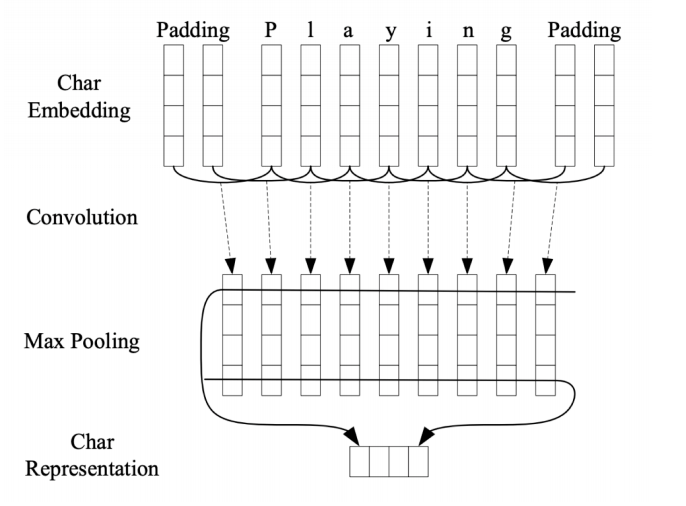 Padding P l a y i n g Padding
Char
Embedding
Convolution
Max Pooling
Char
Representation